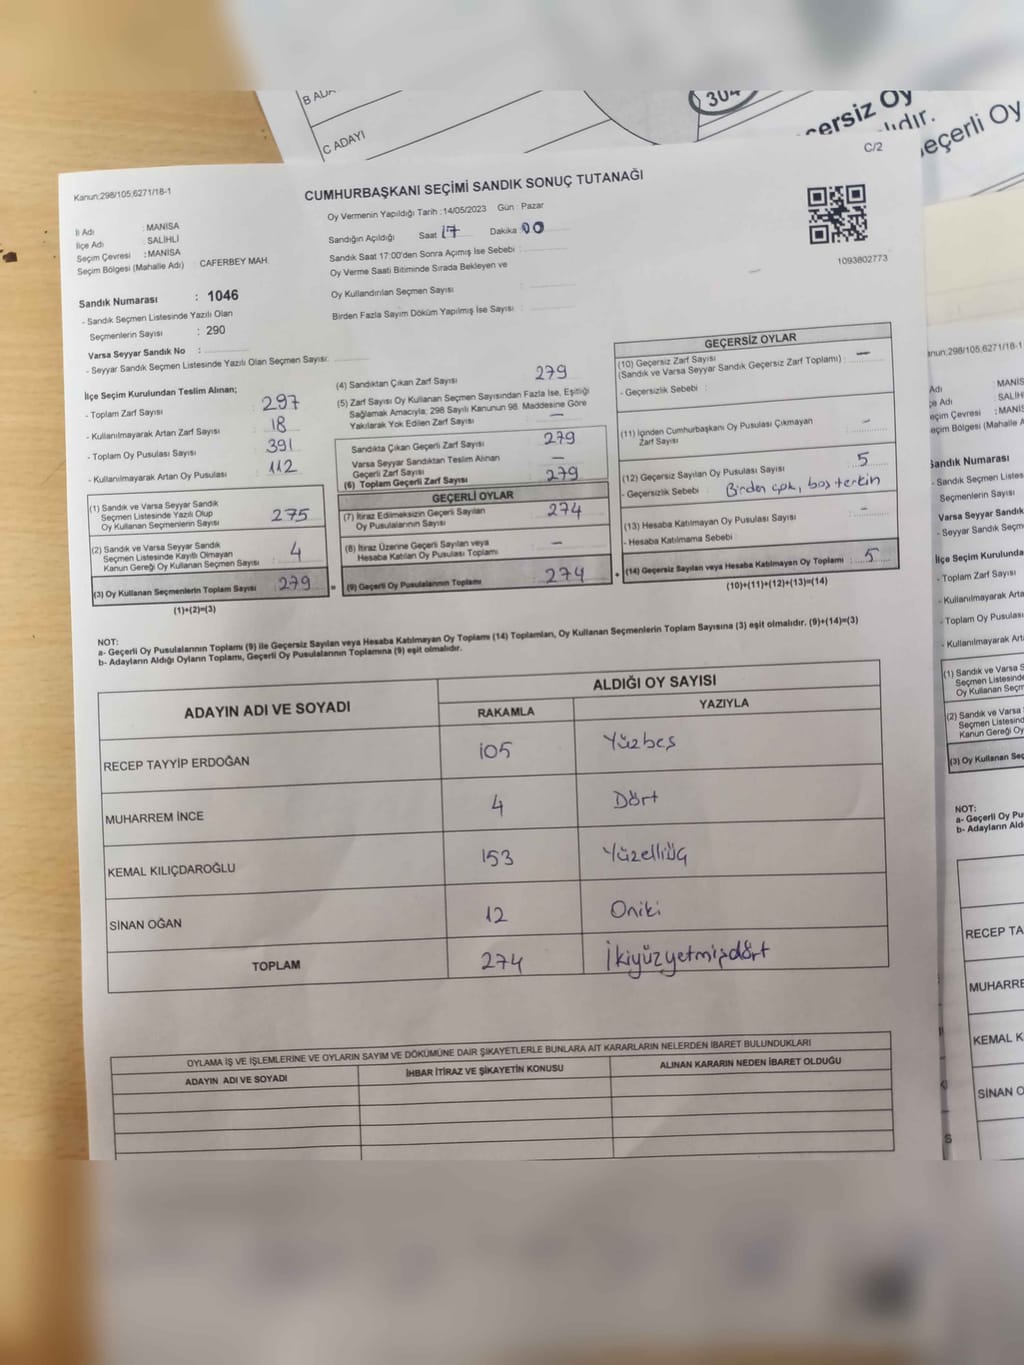 B ADA
C ADAYI
304
Geçersiz Oy
ıdır.
eçerli Oy
C/2
Kanun:298/105,6271/18-1
CUMHURBAŞKANI SEÇİMİ SANDIK SONUÇ TUTANAĞI
Oy Vermenin Yapıldığı Tarih : 14/05/2023 Gün : Pazar
İl Adı : MANİSA
İlçe Adı : SALİHLİ
Seçim Çevresi : MANİSA
Seçim Bölgesi (Mahalle Adı) CAFERBEY MAH.
Sandığın Açıldığı Saat 17 Dakika 00
Sandık Saat 17:00'den Sonra Açımış İse Sebebi :
Oy Verme Saati Bitiminde Sırada Bekleyen ve
Oy Kullandırılan Seçmen Sayısı :
Birden Fazla Sayım Döküm Yapılmış İse Sayısı :
1093802773
Sandık Numarası : 1046
- Sandık Seçmen Listesinde Yazılı Olan
Seçmenlerin Sayısı : 290
Varsa Seyyar Sandık No :
- Seyyar Sandık Seçmen Listesinde Yazılı Olan Seçmen Sayısı:
İlçe Seçim Kurulundan Teslim Alınan;
- Toplam Zarf Sayısı : 297
- Kullanılmayarak Artan Zarf Sayısı : 18
- Toplam Oy Pusulası Sayısı : 391
- Kullanılmayarak Artan Oy Pusulası : 112
(1) Sandık ve Varsa Seyyar Sandık
Seçmen Listesinde Yazılı Olup
Oy Kullanan Seçmenlerin Sayısı : 275
(2) Sandık ve Varsa Seyyar Sandık
Seçmen Listesinde Kayıtlı Olmayan
Kanun Gereği Oy Kullanan Seçmen Sayısı : 4
(3) Oy Kullanan Seçmenlerin Toplam Sayısı : 279
(1)+(2)=(3)
(4) Sandıktan Çıkan Zarf Sayısı 279
(5) Zarf Sayısı Oy Kullanan Seçmen Sayısından Fazla İse, Eşitliği
Sağlamak Amacıyla; 298 Sayılı Kanunun 98. Maddesine Göre
Yakılarak Yok Edilen Zarf Sayısı : —
Sandıkta Çıkan Geçerli Zarf Sayısı 279
Varsa Seyyar Sandıktan Teslim Alınan
Geçerli Zarf Sayısı —
(6) Toplam Geçerli Zarf Sayısı 279
GEÇERLİ OYLAR
(7) İtiraz Edilmeksizin Geçerli Sayılan
Oy Pusulalarının Sayısı : 274
(8) İtiraz Üzerine Geçerli Sayılan veya
Hesaba Katılan Oy Pusulası Toplamı : —
(9) Geçerli Oy Pusulalarının Toplamı 274
GEÇERSİZ OYLAR
(10) Geçersiz Zarf Sayısı
(Sandık ve Varsa Seyyar Sandık Geçersiz Zarf Toplamı) : —
- Geçersizlik Sebebi :
(11) İçinden Cumhurbaşkanı Oy Pusulası Çıkmayan
Zarf Sayısı : -
(12) Geçersiz Sayılan Oy Pusulası Sayısı : 5
- Geçersizlik Sebebi : Birden çok, boş terkin
(13) Hesaba Katılmayan Oy Pusulası Sayısı : -
- Hesaba Katılmama Sebebi :
(14) Geçersiz Sayılan veya Hesaba Katılmayan Oy Toplamı : 5
(10)+(11)+(12)+(13)=(14)
NOT:
a- Geçerli Oy Pusulalarının Toplamı (9) ile Geçersiz Sayılan veya Hesaba Katılmayan Oy Toplamı (14) Toplamları, Oy Kullanan Seçmenlerin Toplam Sayısına (3) eşit olmalıdır. (9)+(14)=(3)
b- Adayların Aldığı Oyların Toplamı, Geçerli Oy Pusulalarının Toplamına (9) eşit olmalıdır.
ADAYIN ADI VE SOYADI
ALDIĞI OY SAYISI
RAKAMLA YAZIYLA
RECEP TAYYİP ERDOĞAN 105 Yüzbeş
MUHARREM İNCE 4 Dört
KEMAL KILIÇDAROĞLU 153 Yüzelliüç
SİNAN OĞAN 12 Oniki
TOPLAM 274 İkiyüzyetmişdört
OYLAMA İŞ VE İŞLEMLERİNE VE OYLARIN SAYIM VE DÖKÜMÜNE DAİR ŞİKAYETLERLE BUNLARA AİT KARARLARIN NELERDEN İBARET BULUNDUKLARI
ADAYIN ADI VE SOYADI İHBAR İTİRAZ VE ŞİKAYETİN KONUSU ALINAN KARARIN NEDEN İBARET OLDUĞU
anun:298/105,6271/18-1
Adı : MANİS
çe Adı : SALİH
eçim Çevresi : MANİS
eçim Bölgesi (Mahalle A
Sandık Numarası
- Sandık Seçmen Listes
Seçmenlerin Sayısı
Varsa Seyyar Sandık
- Seyyar Sandık Seçm
İlçe Seçim Kurulunda
- Toplam Zarf Sayısı
- Kullanılmayarak Arta
- Toplam Oy Pusulas
- Kullanılmayarak Art
(1) Sandık ve Varsa S
Seçmen Listesinde
Oy Kullanan Seçm
(2) Sandık ve Varsa
Seçmen Listesind
Kanun Gereği Oy
(3) Oy Kullanan Seç
NOT:
a- Geçerli Oy Pu
b- Adayların Ald
RECEP TA
MUHARRE
KEMAL K
SİNAN O